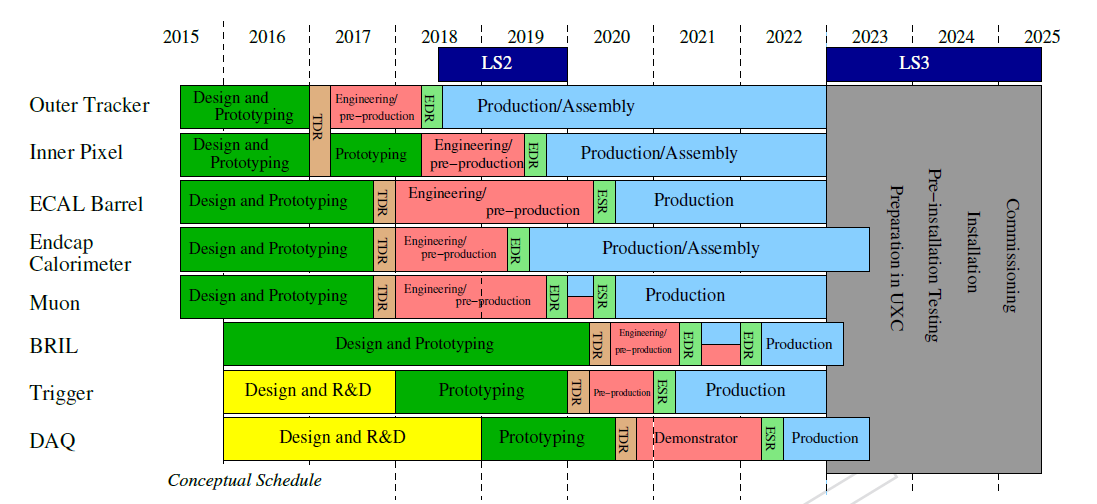 2015 2016 2017 2018 2019 2020 2021 2022 2023 2024 2025
LS2 LS3
Outer Tracker
Design and
Prototyping
TDR
Engineering/
pre−production
EDR
Production/Assembly
Inner Pixel
Design and
Prototyping
Prototyping
Engineering/
pre−production
EDR
Production/Assembly
ECAL Barrel
Design and Prototyping
TDR
Engineering/
pre−production
ESR
Production
Endcap
Calorimeter
Design and Prototyping
TDR
Engineering/
pre−production
EDR
Production/Assembly
Muon
Design and Prototyping
TDR
Engineering/
pre−production
EDR
ESR
Production
BRIL
Design and Prototyping
TDR
Engineering/
pre−production
EDR
EDR
Production
Trigger
Design and R&D
Prototyping
TDR
Pre−production
ESR
Production
DAQ
Design and R&D
Prototyping
TDR
Demonstrator
ESR
Production
Commissioning
Installation
Pre−installation Testing
Preparation in UXC
Conceptual Schedule